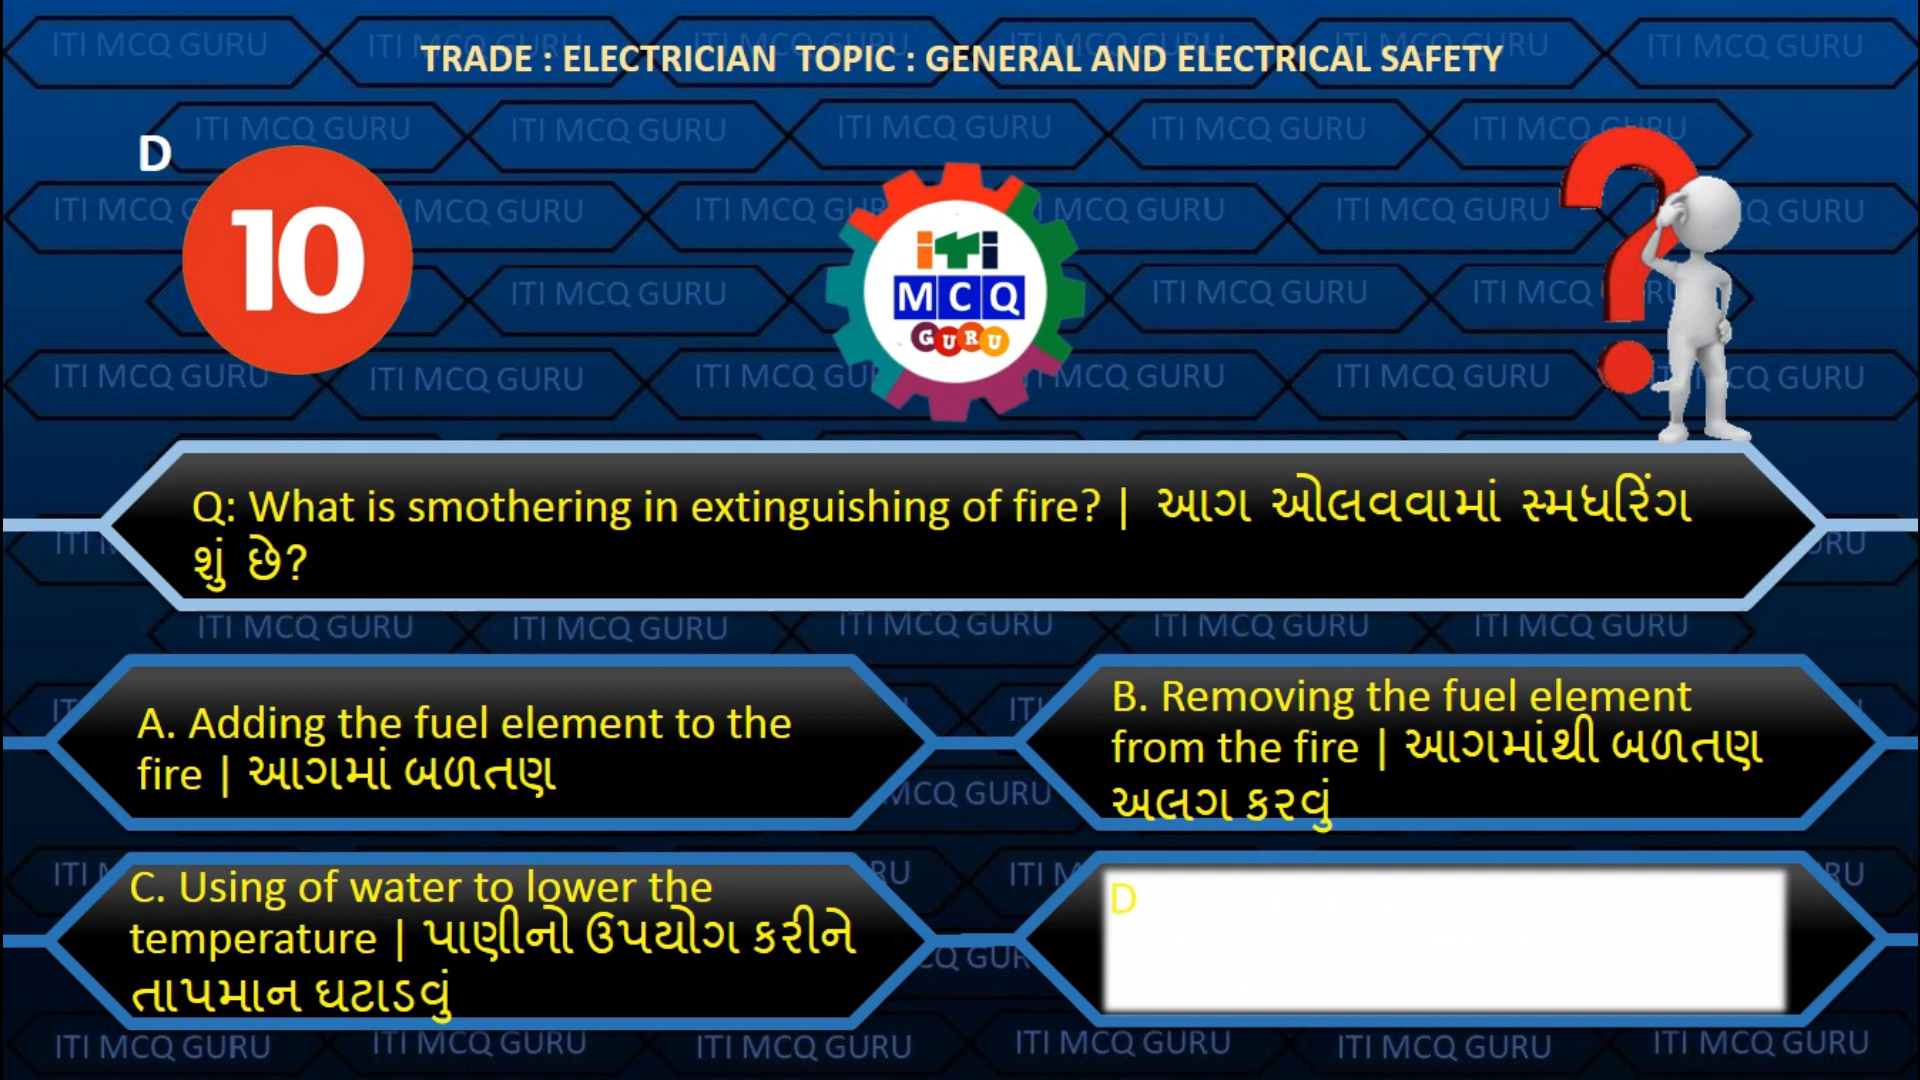 TRADE : ELECTRICIAN TOPIC : GENERAL AND ELECTRICAL SAFETY
D
10
iTi
MCQ
GURU
Q: What is smothering in extinguishing of fire? | આગ ઓલવવામાં સ્મધરિંગ
શું છે?
A. Adding the fuel element to the
fire | આગમાં બળતણ
B. Removing the fuel element
from the fire | આગમાંથી બળતણ
અલગ કરવું
C. Using of water to lower the
temperature | પાણીનો ઉપયોગ કરીને
તાપમાન ઘટાડવું
D
ITI MCQ GURU